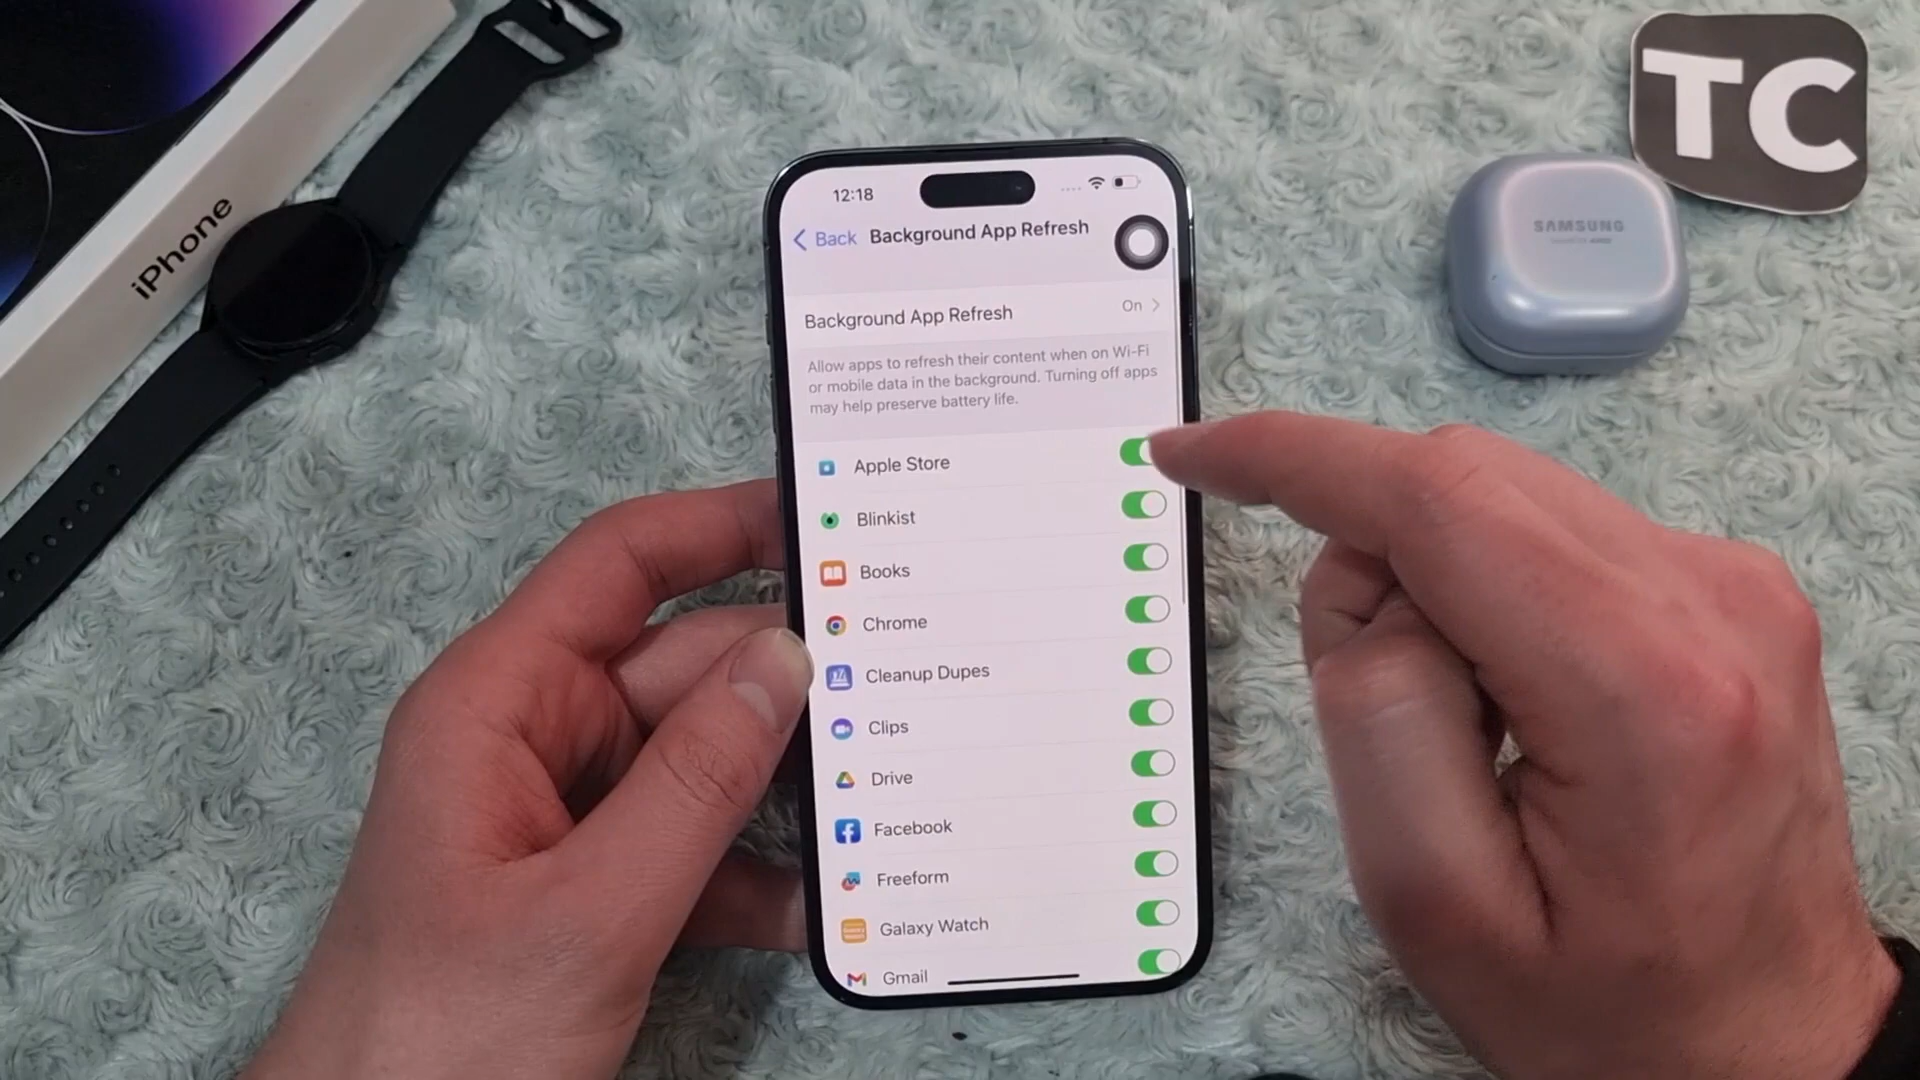 iPhone
TC
SAMSUNG
12:18
Back
Background App Refresh
Background App Refresh
On
Allow apps to refresh their content when on Wi-Fi
or mobile data in the background. Turning off apps
may help preserve battery life.
Apple Store
Blinkist
Books
Chrome
Cleanup Dupes
Clips
Drive
Facebook
Freeform
Galaxy Watch
Gmail